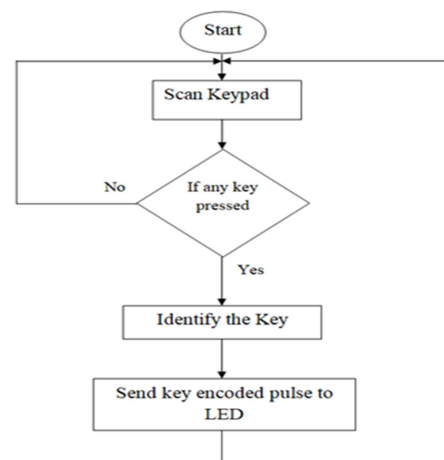 Start
Scan Keypad
If any key
pressed
No
Yes
Identify the Key
Send key encoded pulse to
LED